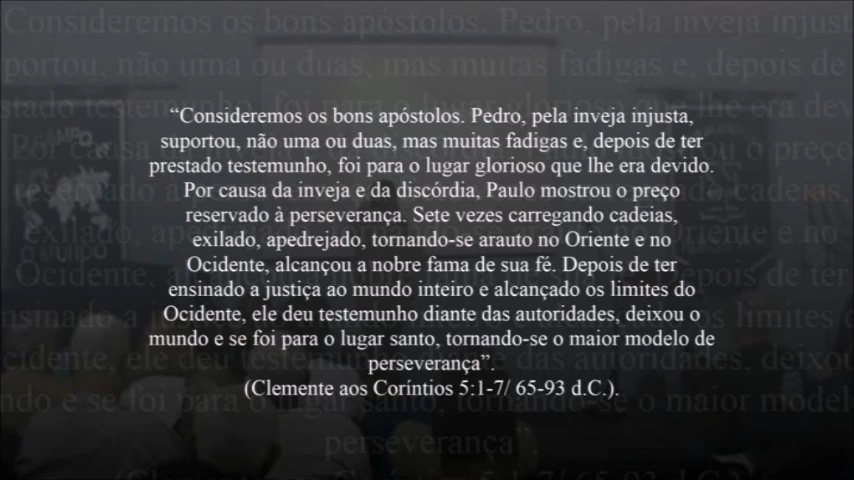 “Consideremos os bons apóstolos. Pedro, pela inveja injusta,
suportou, não uma ou duas, mas muitas fadigas e, depois de ter
prestado testemunho, foi para o lugar glorioso que lhe era devido.
Por causa da inveja e da discórdia, Paulo mostrou o preço
reservado à perseverança. Sete vezes carregando cadeias,
exilado, apedrejado, tornando-se arauto no Oriente e no
Ocidente, alcançou a nobre fama de sua fé. Depois de ter
ensinado a justiça ao mundo inteiro e alcançado os limites do
Ocidente, ele deu testemunho diante das autoridades, deixou o
mundo e se foi para o lugar santo, tornando-se o maior modelo de
perseverança”.
(Clemente aos Coríntios 5:1-7/ 65-93 d.C.).